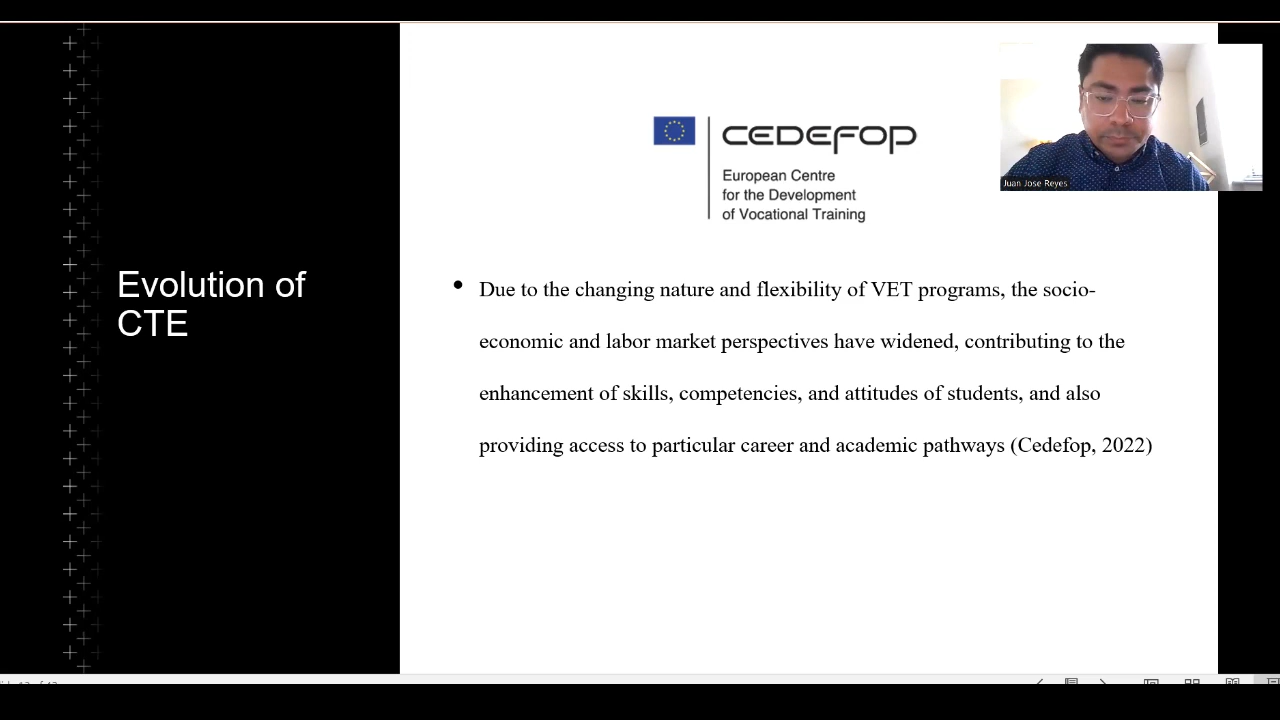 Evolution of
CTE
CEDEFOP
European Centre
for the Development
of Vocational Training
Juan Jose Reyes
• Due to the changing nature and flexibility of VET programs, the socio-
economic and labor market perspectives have widened, contributing to the
enhancement of skills, competencies, and attitudes of students, and also
providing access to particular career and academic pathways (Cedefop, 2022)